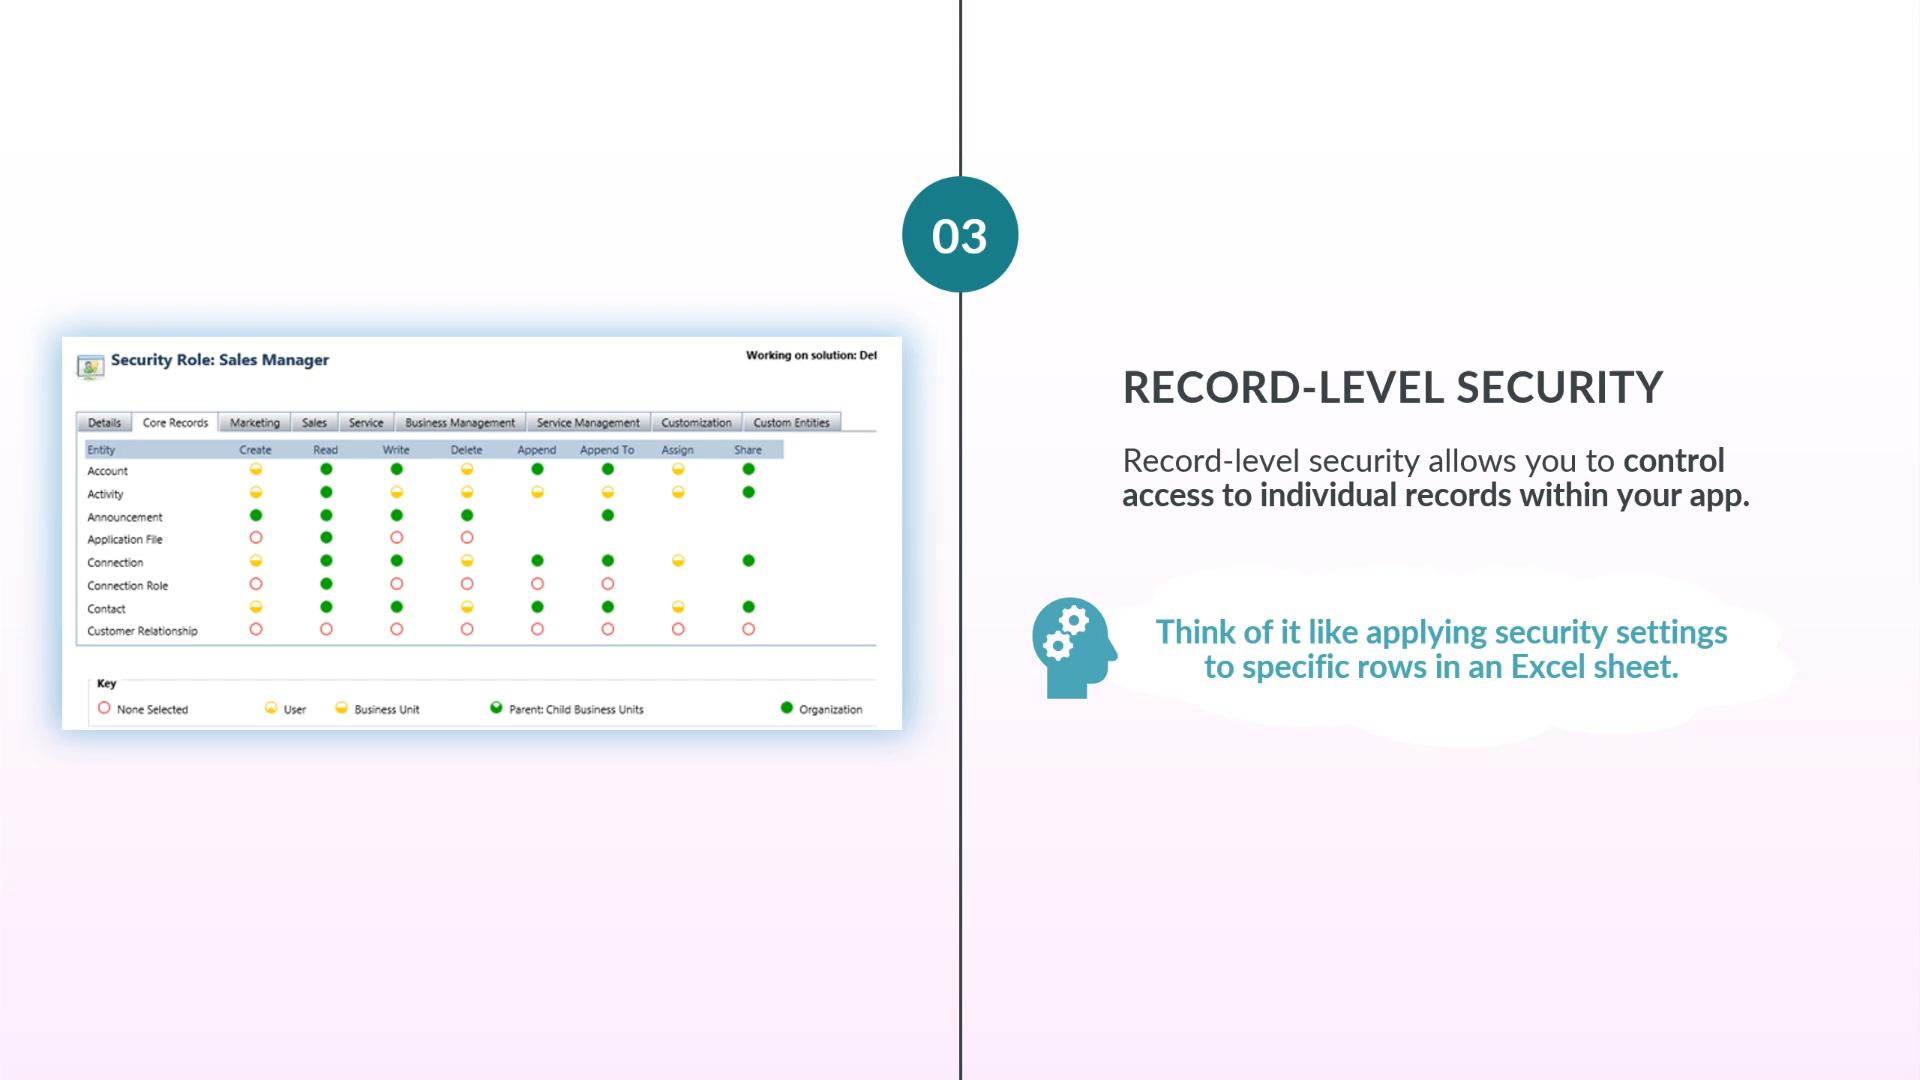 03
Security Role: Sales Manager
Working on solution: Def
Details Core Records Marketing Sales Service Business Management Service Management Customization Custom Entities
Entity Create Read Write Delete Append Append To Assign Share
Account
Activity
Announcement
Application File
Connection
Connection Role
Contact
Customer Relationship
Key
None Selected User Business Unit Parent: Child Business Units Organization
RECORD-LEVEL SECURITY
Record-level security allows you to control
access to individual records within your app.
Think of it like applying security settings
to specific rows in an Excel sheet.